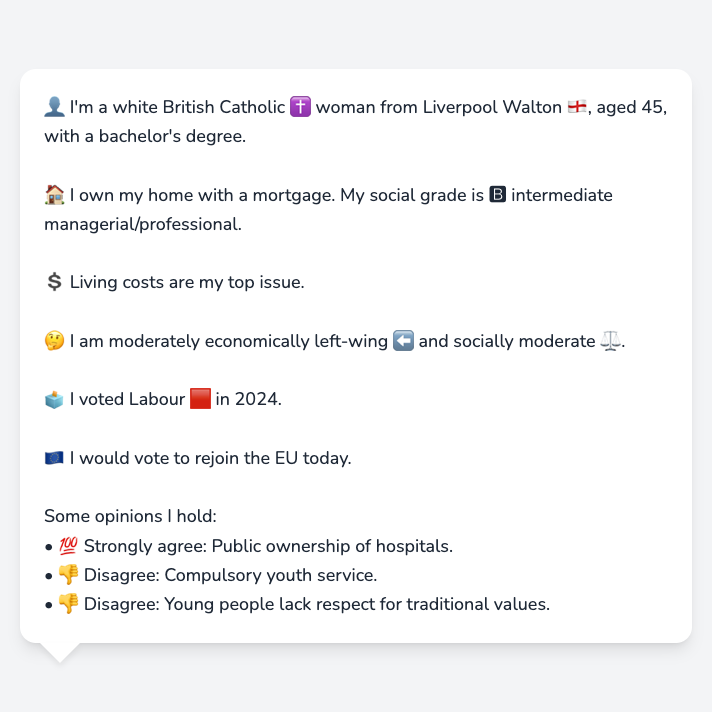 👤 I'm a white British Catholic ✝️ woman from Liverpool Walton 🏴󠁧󠁢󠁥󠁮󠁧󠁿, aged 45,
with a bachelor's degree.
🏠 I own my home with a mortgage. My social grade is 🅱 intermediate
managerial/professional.
💲 Living costs are my top issue.
🤔 I am moderately economically left-wing ⬅️ and socially moderate ⚖️.
🗳️ I voted Labour 🟥 in 2024.
🇪🇺 I would vote to rejoin the EU today.
Some opinions I hold:
• 💯 Strongly agree: Public ownership of hospitals.
• 👎 Disagree: Compulsory youth service.
• 👎 Disagree: Young people lack respect for traditional values.